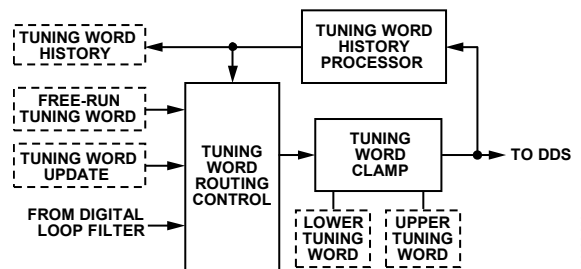 TUNING WORD
HISTORY
TUNING WORD
HISTORY
PROCESSOR
FREE-RUN
TUNING WORD
TUNING WORD
UPDATE
FROM DIGITAL
LOOP FILTER
TUNING
WORD
ROUTING
CONTROL
TUNING
WORD
CLAMP
TO DDS
LOWER
TUNING
WORD
UPPER
TUNING
WORD